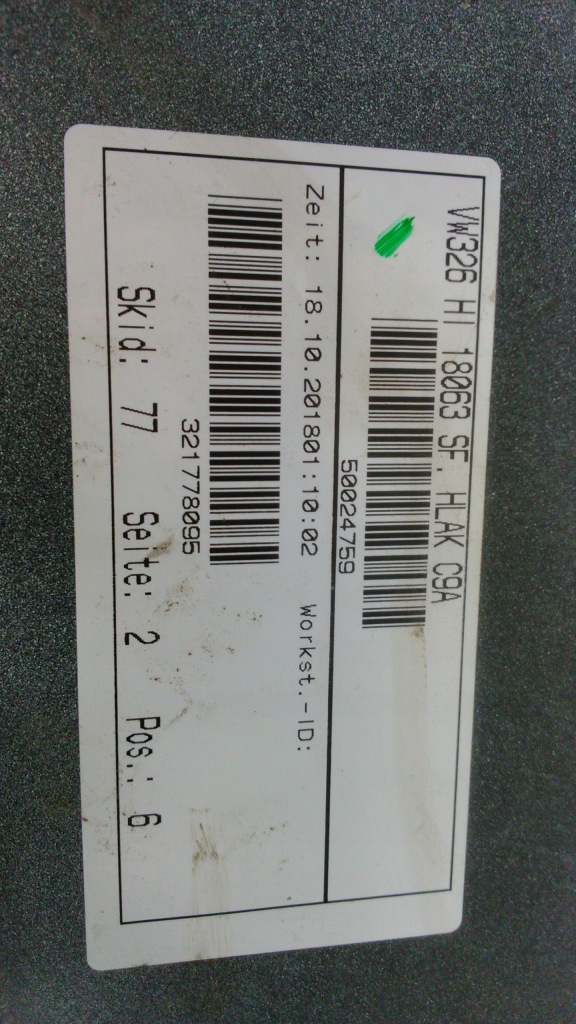 VW326 HI 18063 SF. HLAK C9A
50024759
Zeit: 18.10.201801:10:02 Workst.-ID:
321778095
Skid: 77 Seite: 2 Pos.: 6